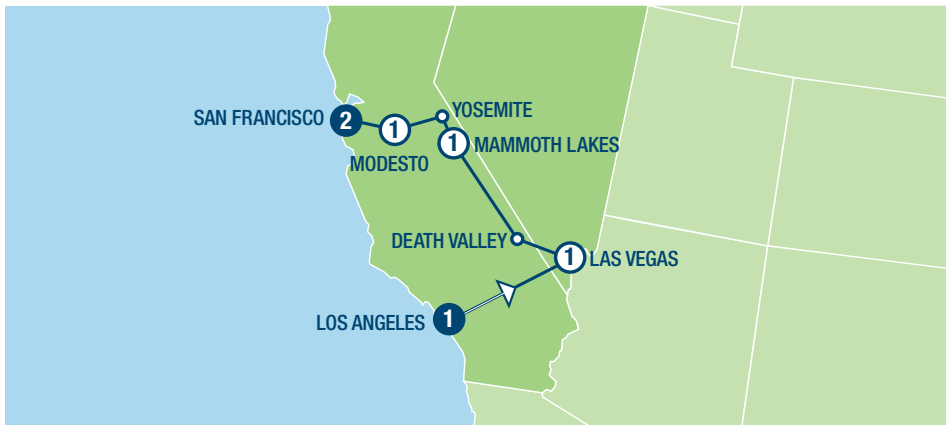 YOSEMITE
SAN FRANCISCO 2
1
1 MAMMOTH LAKES
MODESTO
DEATH VALLEY
1 LAS VEGAS
LOS ANGELES 1